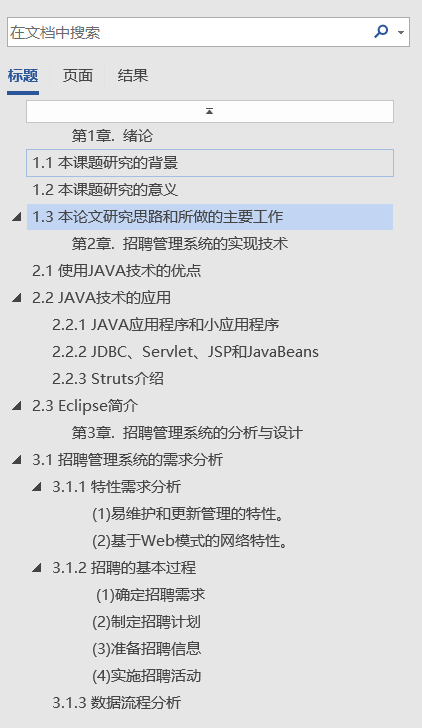 在文档中搜索
标题 页面 结果
第1章. 绪论
1.1 本课题研究的背景
1.2 本课题研究的意义
1.3 本论文研究思路和所做的主要工作
第2章. 招聘管理系统的实现技术
2.1 使用JAVA技术的优点
2.2 JAVA技术的应用
2.2.1 JAVA应用程序和小应用程序
2.2.2 JDBC、Servlet、JSP和JavaBeans
2.2.3 Struts介绍
2.3 Eclipse简介
第3章. 招聘管理系统的分析与设计
3.1 招聘管理系统的需求分析
3.1.1 特性需求分析
(1)易维护和更新管理的特性。
(2)基于Web模式的网络特性。
3.1.2 招聘的基本过程
(1)确定招聘需求
(2)制定招聘计划
(3)准备招聘信息
(4)实施招聘活动
3.1.3 数据流程分析